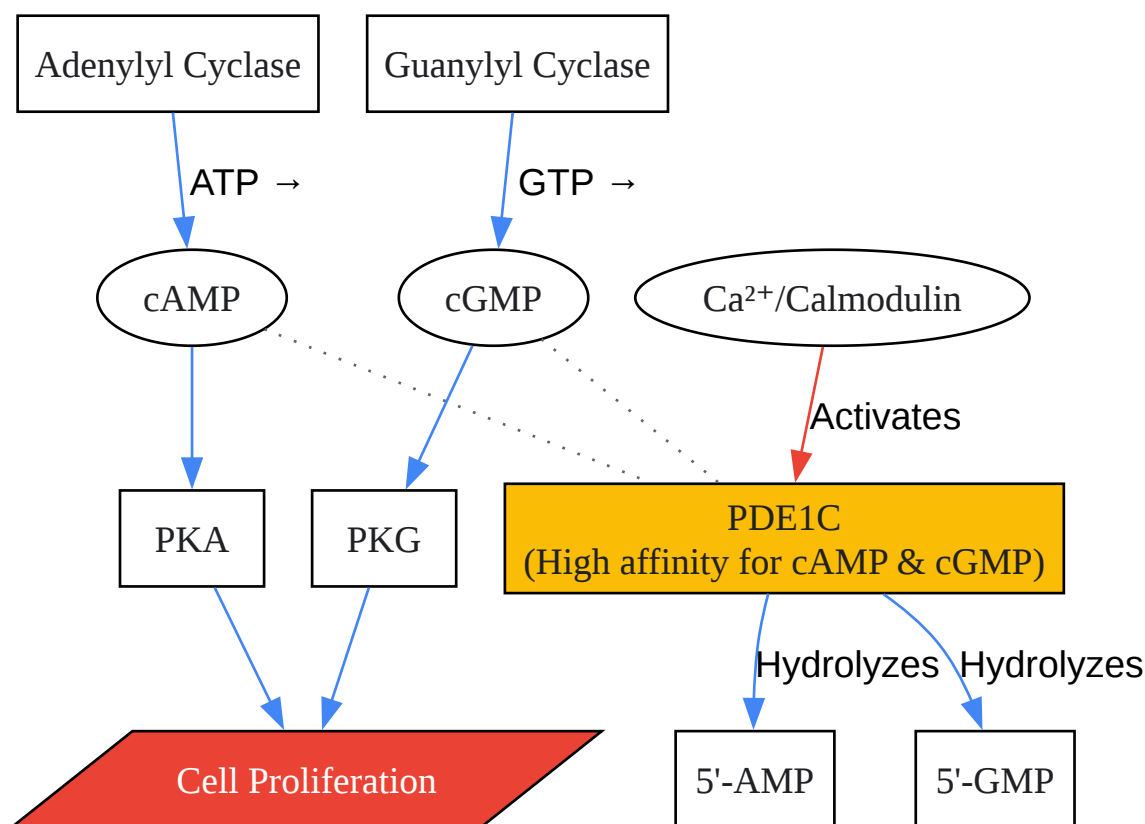 Adenylyl Cyclase
Guanylyl Cyclase
ATP →
GTP →
cAMP
cGMP
Ca²⁺/Calmodulin
Activates
PKA
PKG
PDE1C
(High affinity for cAMP & cGMP)
Hydrolyzes
Hydrolyzes
Cell Proliferation
5'-AMP
5'-GMP